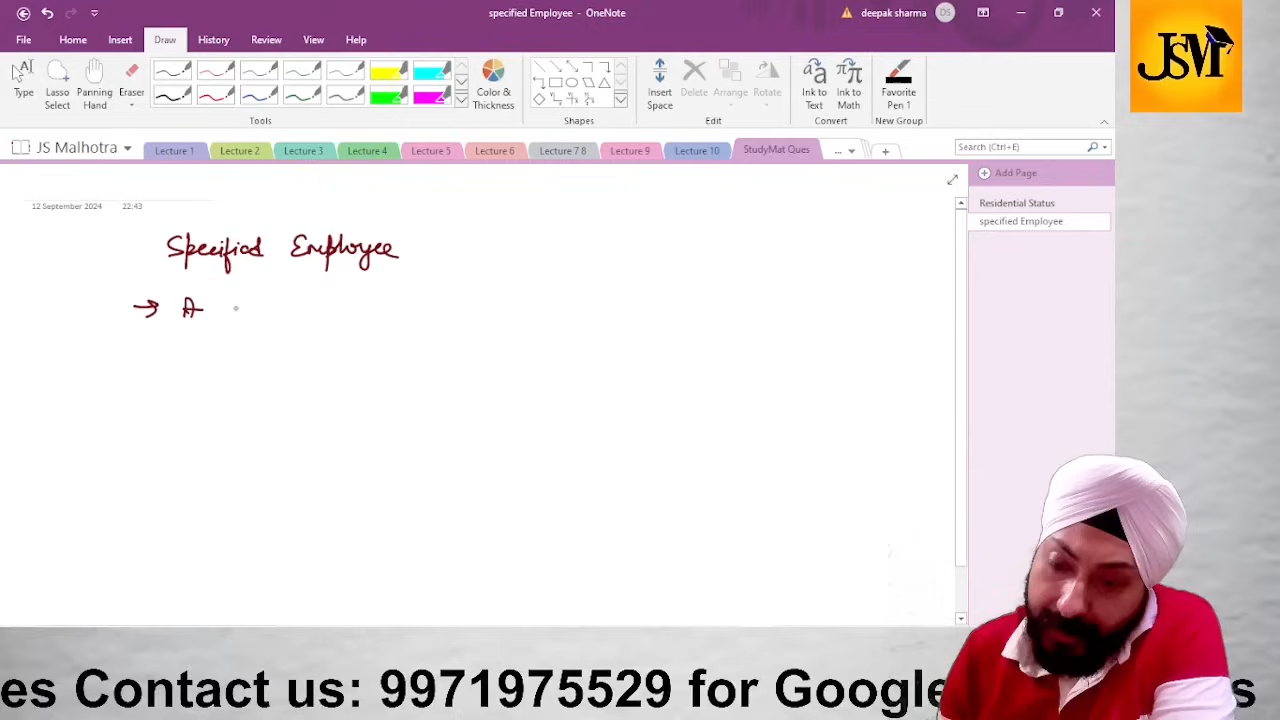 specified Employee - OneNote
deepak sharma
DS
JSM
File
Home
Insert
Draw
History
Review
View
Help
Type
Lasso Select
Panning Hand
Eraser
Color & Thickness
Insert Space
Delete
Arrange
Rotate
Ink to Text
Ink to Math
Favorite Pen 1
Tools
Shapes
Edit
Convert
New Group
JS Malhotra
Lecture 1
Lecture 2
Lecture 3
Lecture 4
Lecture 5
Lecture 6
Lecture 7 8
Lecture 9
Lecture 10
StudyMat Ques
...
Search (Ctrl+E)
Add Page
12 September 2024 22:43
Residential Status
specified Employee
Specified Employee
→ A
es Contact us: 9971975529 for Google
s